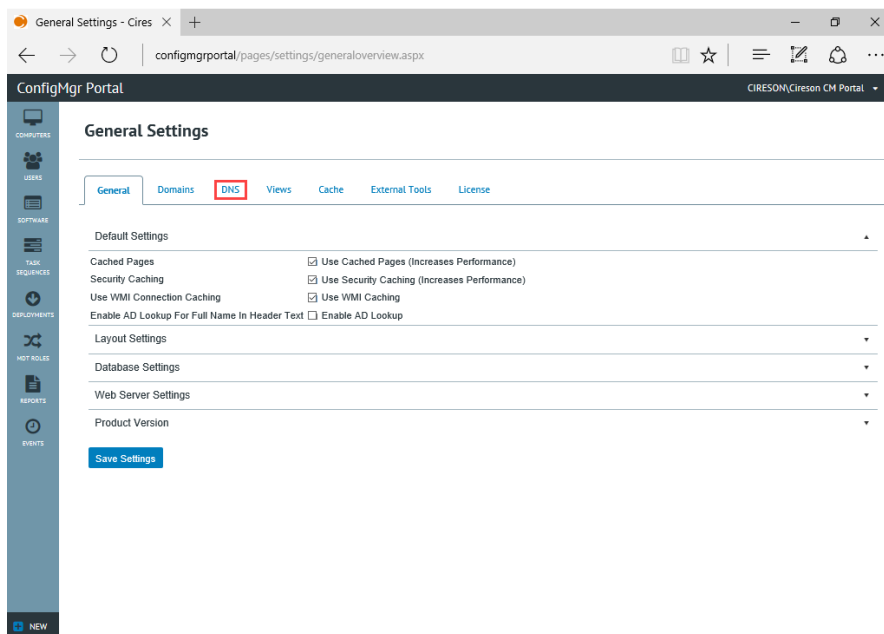 General Settings - Cires
configmgrportal/pages/settings/generaloverview.aspx
ConfigMgr Portal
CIRESON\Cireson CM Portal
COMPUTERS
USERS
SOFTWARE
TASK
SEQUENCES
DEPLOYMENTS
MDT ROLES
REPORTS
EVENTS
NEW
General Settings
General Domains DNS Views Cache External Tools License
Default Settings
Cached Pages Use Cached Pages (Increases Performance)
Security Caching Use Security Caching (Increases Performance)
Use WMI Connection Caching Use WMI Caching
Enable AD Lookup For Full Name In Header Text Enable AD Lookup
Layout Settings
Database Settings
Web Server Settings
Product Version
Save Settings